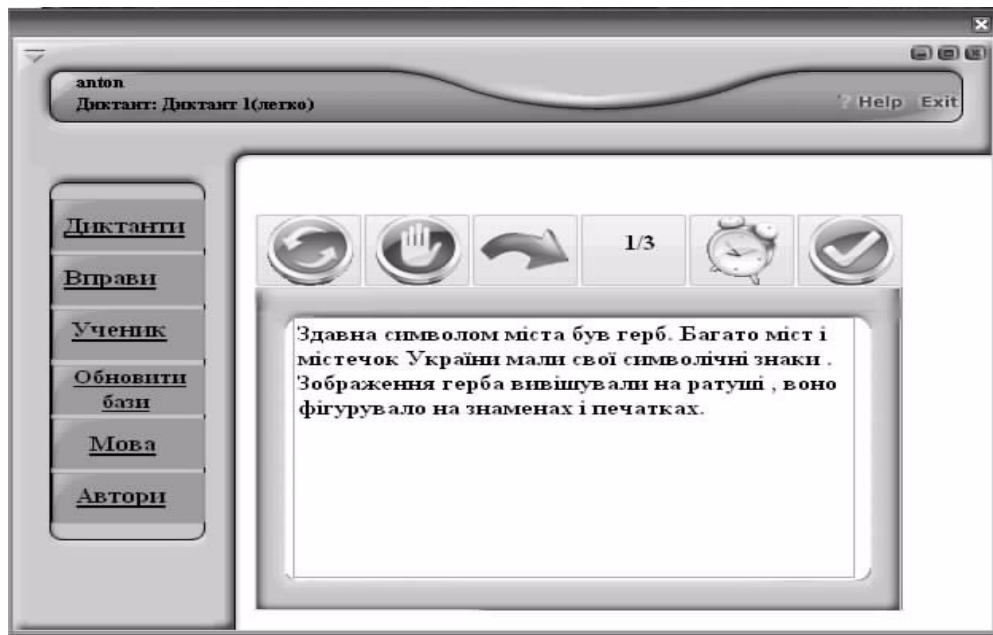 anton
Диктант: Диктант 1(легко)
? Help Exit
Диктанти
Вправи
Ученик
Обновити
бази
Мова
Автори
1/3
Здавна символом міста був герб. Багато міст і
містечок України мали свої символічні знаки .
Зображення герба вивішували на ратуші , воно
фігурувало на знаменах і печатках.